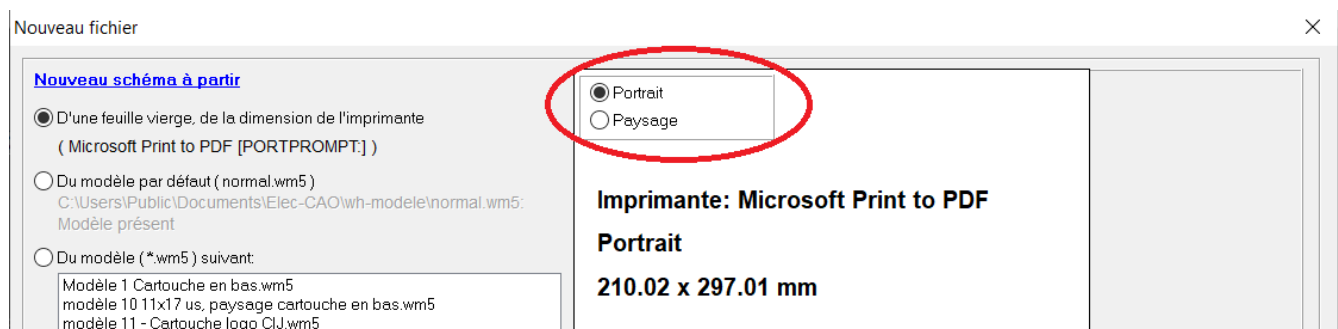 Nouveau fichier
Nouveau schéma à partir
D'une feuille vierge, de la dimension de l'imprimante
( Microsoft Print to PDF [PORTPROMPT:] )
Du modèle par défaut ( normal.wm5 )
C:\Users\Public\Documents\Elec-CAO\wh-modele\normal.wm5:
Modèle présent
Du modèle ( *.wm5 ) suivant:
Modèle 1 Cartouche en bas.wm5
modèle 10 11x17 us, paysage cartouche en bas.wm5
modèle 11 - Cartouche logo CIJ.wm5
Portrait
Paysage
Imprimante: Microsoft Print to PDF
Portrait
210.02 x 297.01 mm